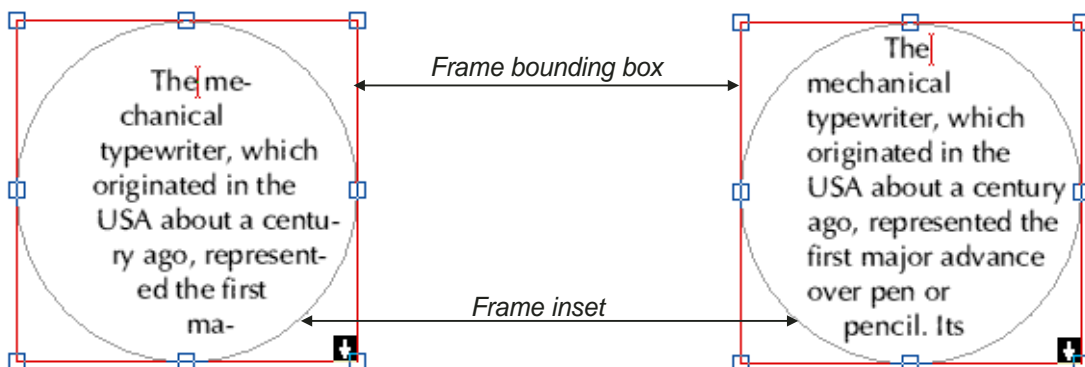 The me-
chanical
typewriter, which
originated in the
USA about a centu-
ry ago, represent-
ed the first
ma-
Frame bounding box
Frame inset
The
mechanical
typewriter, which
originated in the
USA about a century
ago, represented the
first major advance
over pen or
pencil. Its